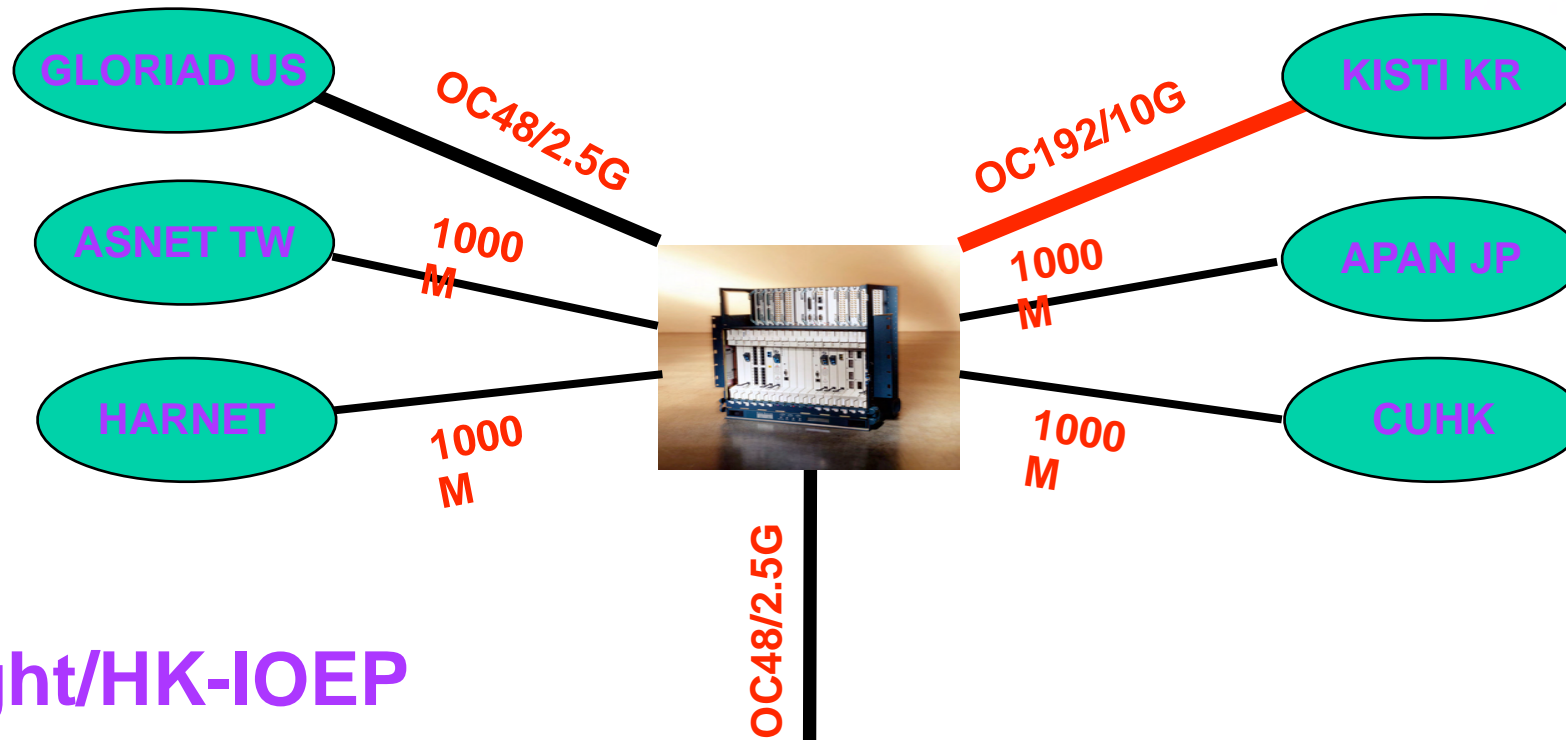 GLORIAD US
OC48/2.5G
OC192/10G
KISTI KR
ASNET TW
1000
M
1000
M
APAN JP
HARNET
1000
M
1000
M
CUHK
OC48/2.5G
ght/HK-IOEP